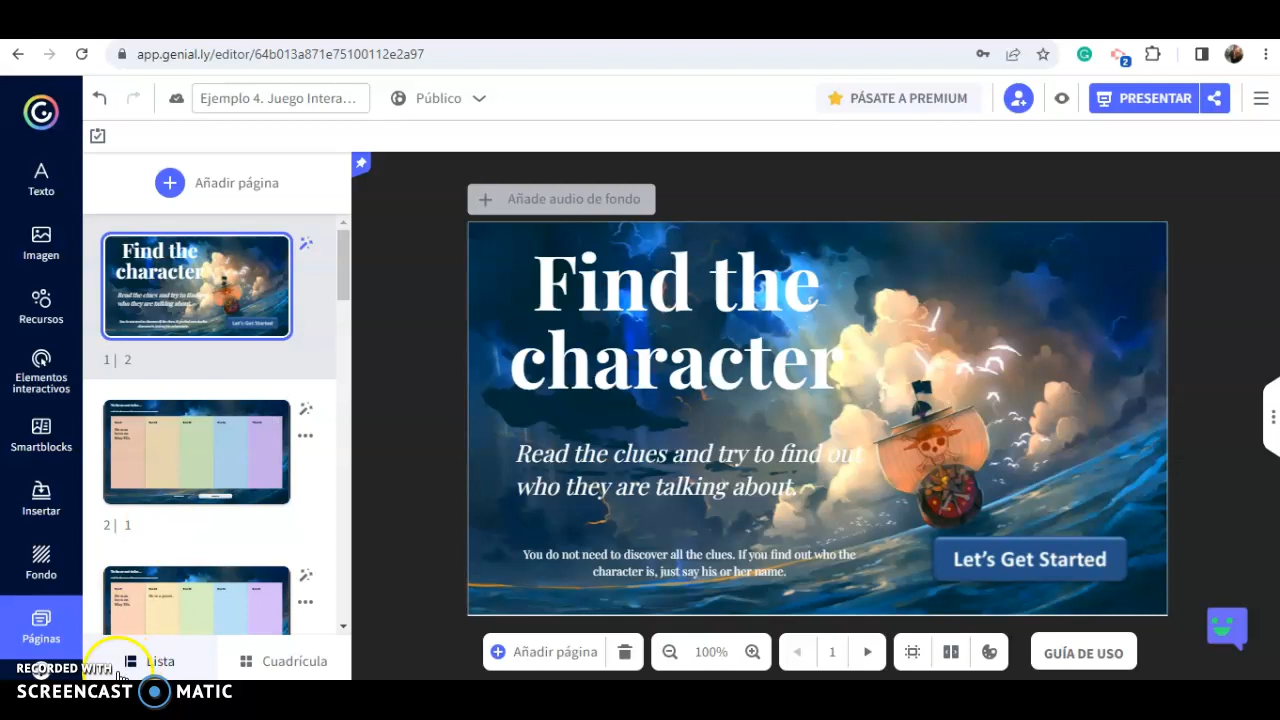 app.genial.ly/editor/64b013a871e75100112e2a97
2
Ejemplo 4. Juego Intera...
Público
PÁSATE A PREMIUM
PRESENTAR
Texto
Imagen
Recursos
Elementos
interactivos
Smartblocks
Insertar
Fondo
Páginas
Añadir página
Find the
character
Read the clues and try to find out
who they are talking about.
Let's Get Started
1 | 2
2 | 1
Lista
Cuadrícula
Añade audio de fondo
Find the
character
Read the clues and try to find out
who they are talking about.
You do not need to discover all the clues. If you find out who the
character is, just say his or her name.
Let's Get Started
Añadir página
100%
1
GUÍA DE USO
RECORDED WITH
SCREENCAST MATIC